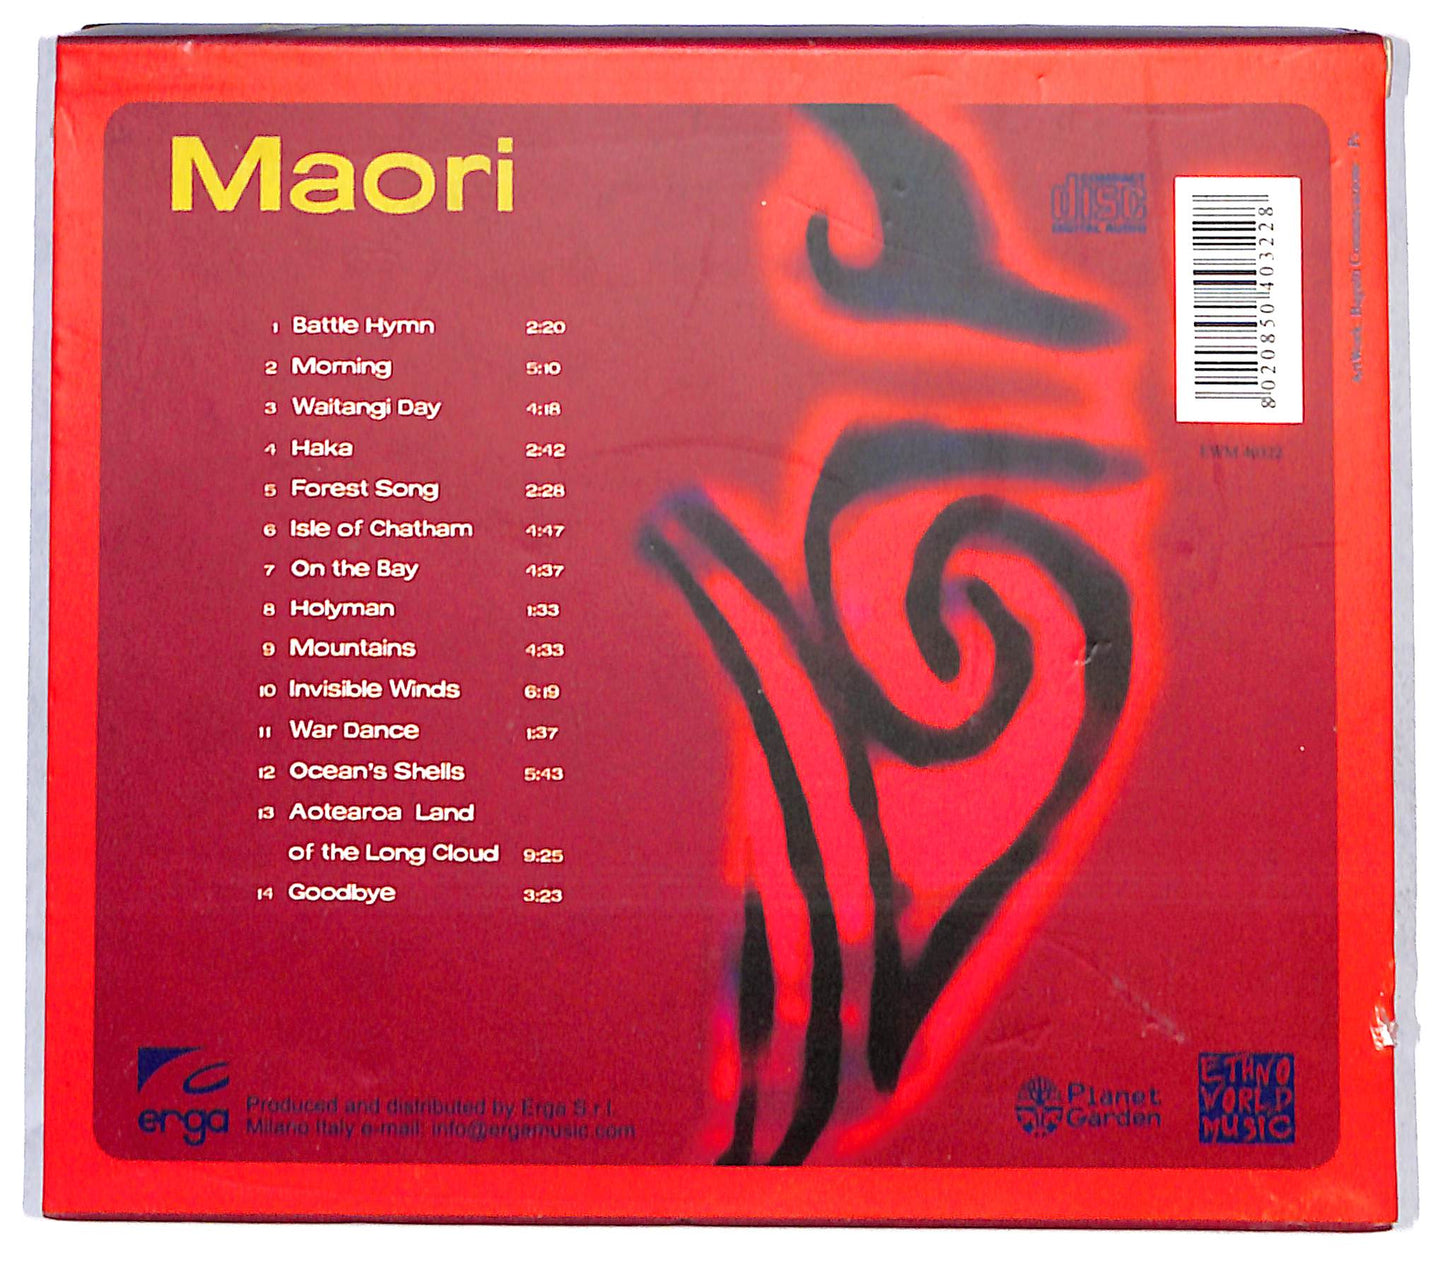 Maori
COMPACT
disc
DIGITAL AUDIO
8 020850 403228
1 Battle Hymn 2:20
2 Morning 5:10
3 Waitangi Day 4:18
4 Haka 2:42
5 Forest Song 2:28
6 Isle of Chatham 4:47
7 On the Bay 4:37
8 Holyman 1:33
9 Mountains 4:33
10 Invisible Winds 6:19
11 War Dance 1:37
12 Ocean's Shells 5:43
13 Aotearoa Land
of the Long Cloud 9:25
14 Goodbye 3:23
erga
Produced and distributed by Erga S.r.l.
Milano Italy e-mail: info@ergamusic.com
Planet
Garden
ETHNO
WORLD
MUSIC